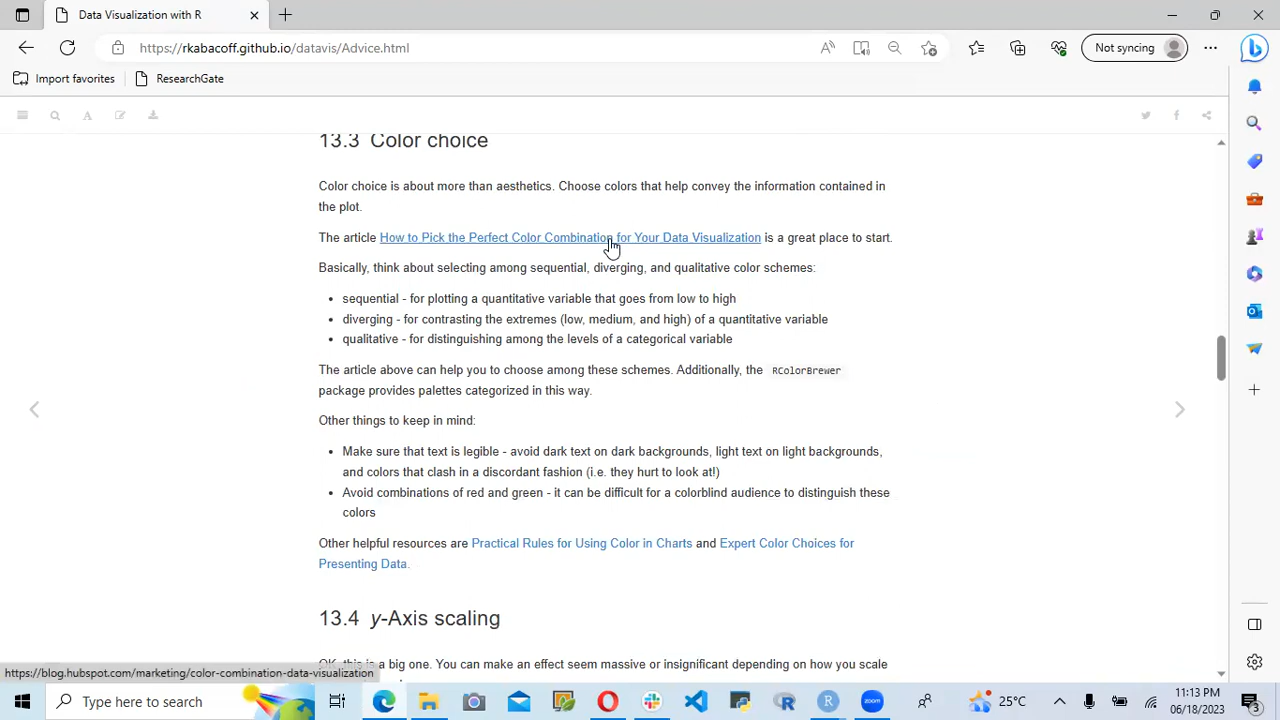 Data Visualization with R
https://rkabacoff.github.io/datavis/Advice.html
Not syncing
Import favorites
ResearchGate
13.3 Color choice
Color choice is about more than aesthetics. Choose colors that help convey the information contained in
the plot.
The article How to Pick the Perfect Color Combination for Your Data Visualization is a great place to start.
Basically, think about selecting among sequential, diverging, and qualitative color schemes:
• sequential - for plotting a quantitative variable that goes from low to high
• diverging - for contrasting the extremes (low, medium, and high) of a quantitative variable
• qualitative - for distinguishing among the levels of a categorical variable
The article above can help you to choose among these schemes. Additionally, the RColorBrewer
package provides palettes categorized in this way.
Other things to keep in mind:
• Make sure that text is legible - avoid dark text on dark backgrounds, light text on light backgrounds,
and colors that clash in a discordant fashion (i.e. they hurt to look at!)
• Avoid combinations of red and green - it can be difficult for a colorblind audience to distinguish these
colors
Other helpful resources are Practical Rules for Using Color in Charts and Expert Color Choices for
Presenting Data.
13.4 y-Axis scaling
OK, this is a big one. You can make an effect seem massive or insignificant depending on how you scale
https://blog.hubspot.com/marketing/color-combination-data-visualization
Type here to search
zoom
25°C
11:13 PM
06/18/2023
3